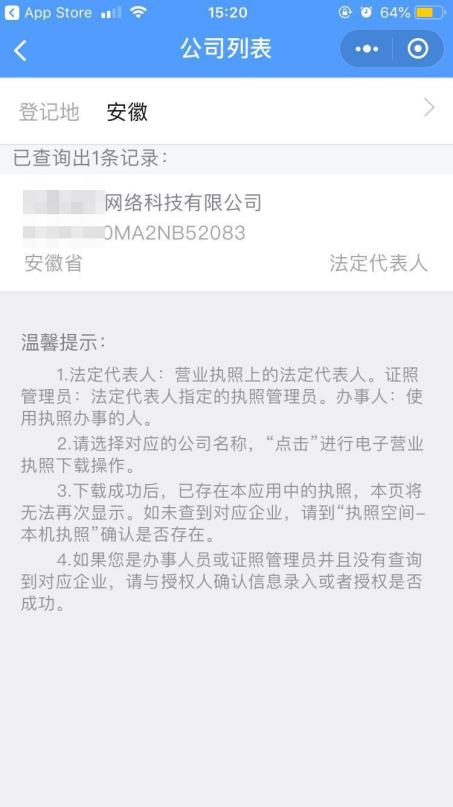 App Store 15:20 64%
公司列表
登记地 安徽
已查询出1条记录：
网络科技有限公司
0MA2NB52083
安徽省 法定代表人
温馨提示：
1.法定代表人：营业执照上的法定代表人。证照
管理员：法定代表人指定的执照管理员。办事人：使
用执照办事的人。
2.请选择对应的公司名称，“点击”进行电子营业
执照下载操作。
3.下载成功后，已存在本应用中的执照，本页将
无法再次显示。如未查到对应企业，请到“执照空间-
本机执照”确认是否存在。
4.如果您是办事人员或证照管理员并且没有查询
到对应企业，请与授权人确认信息录入或者授权是否
成功。